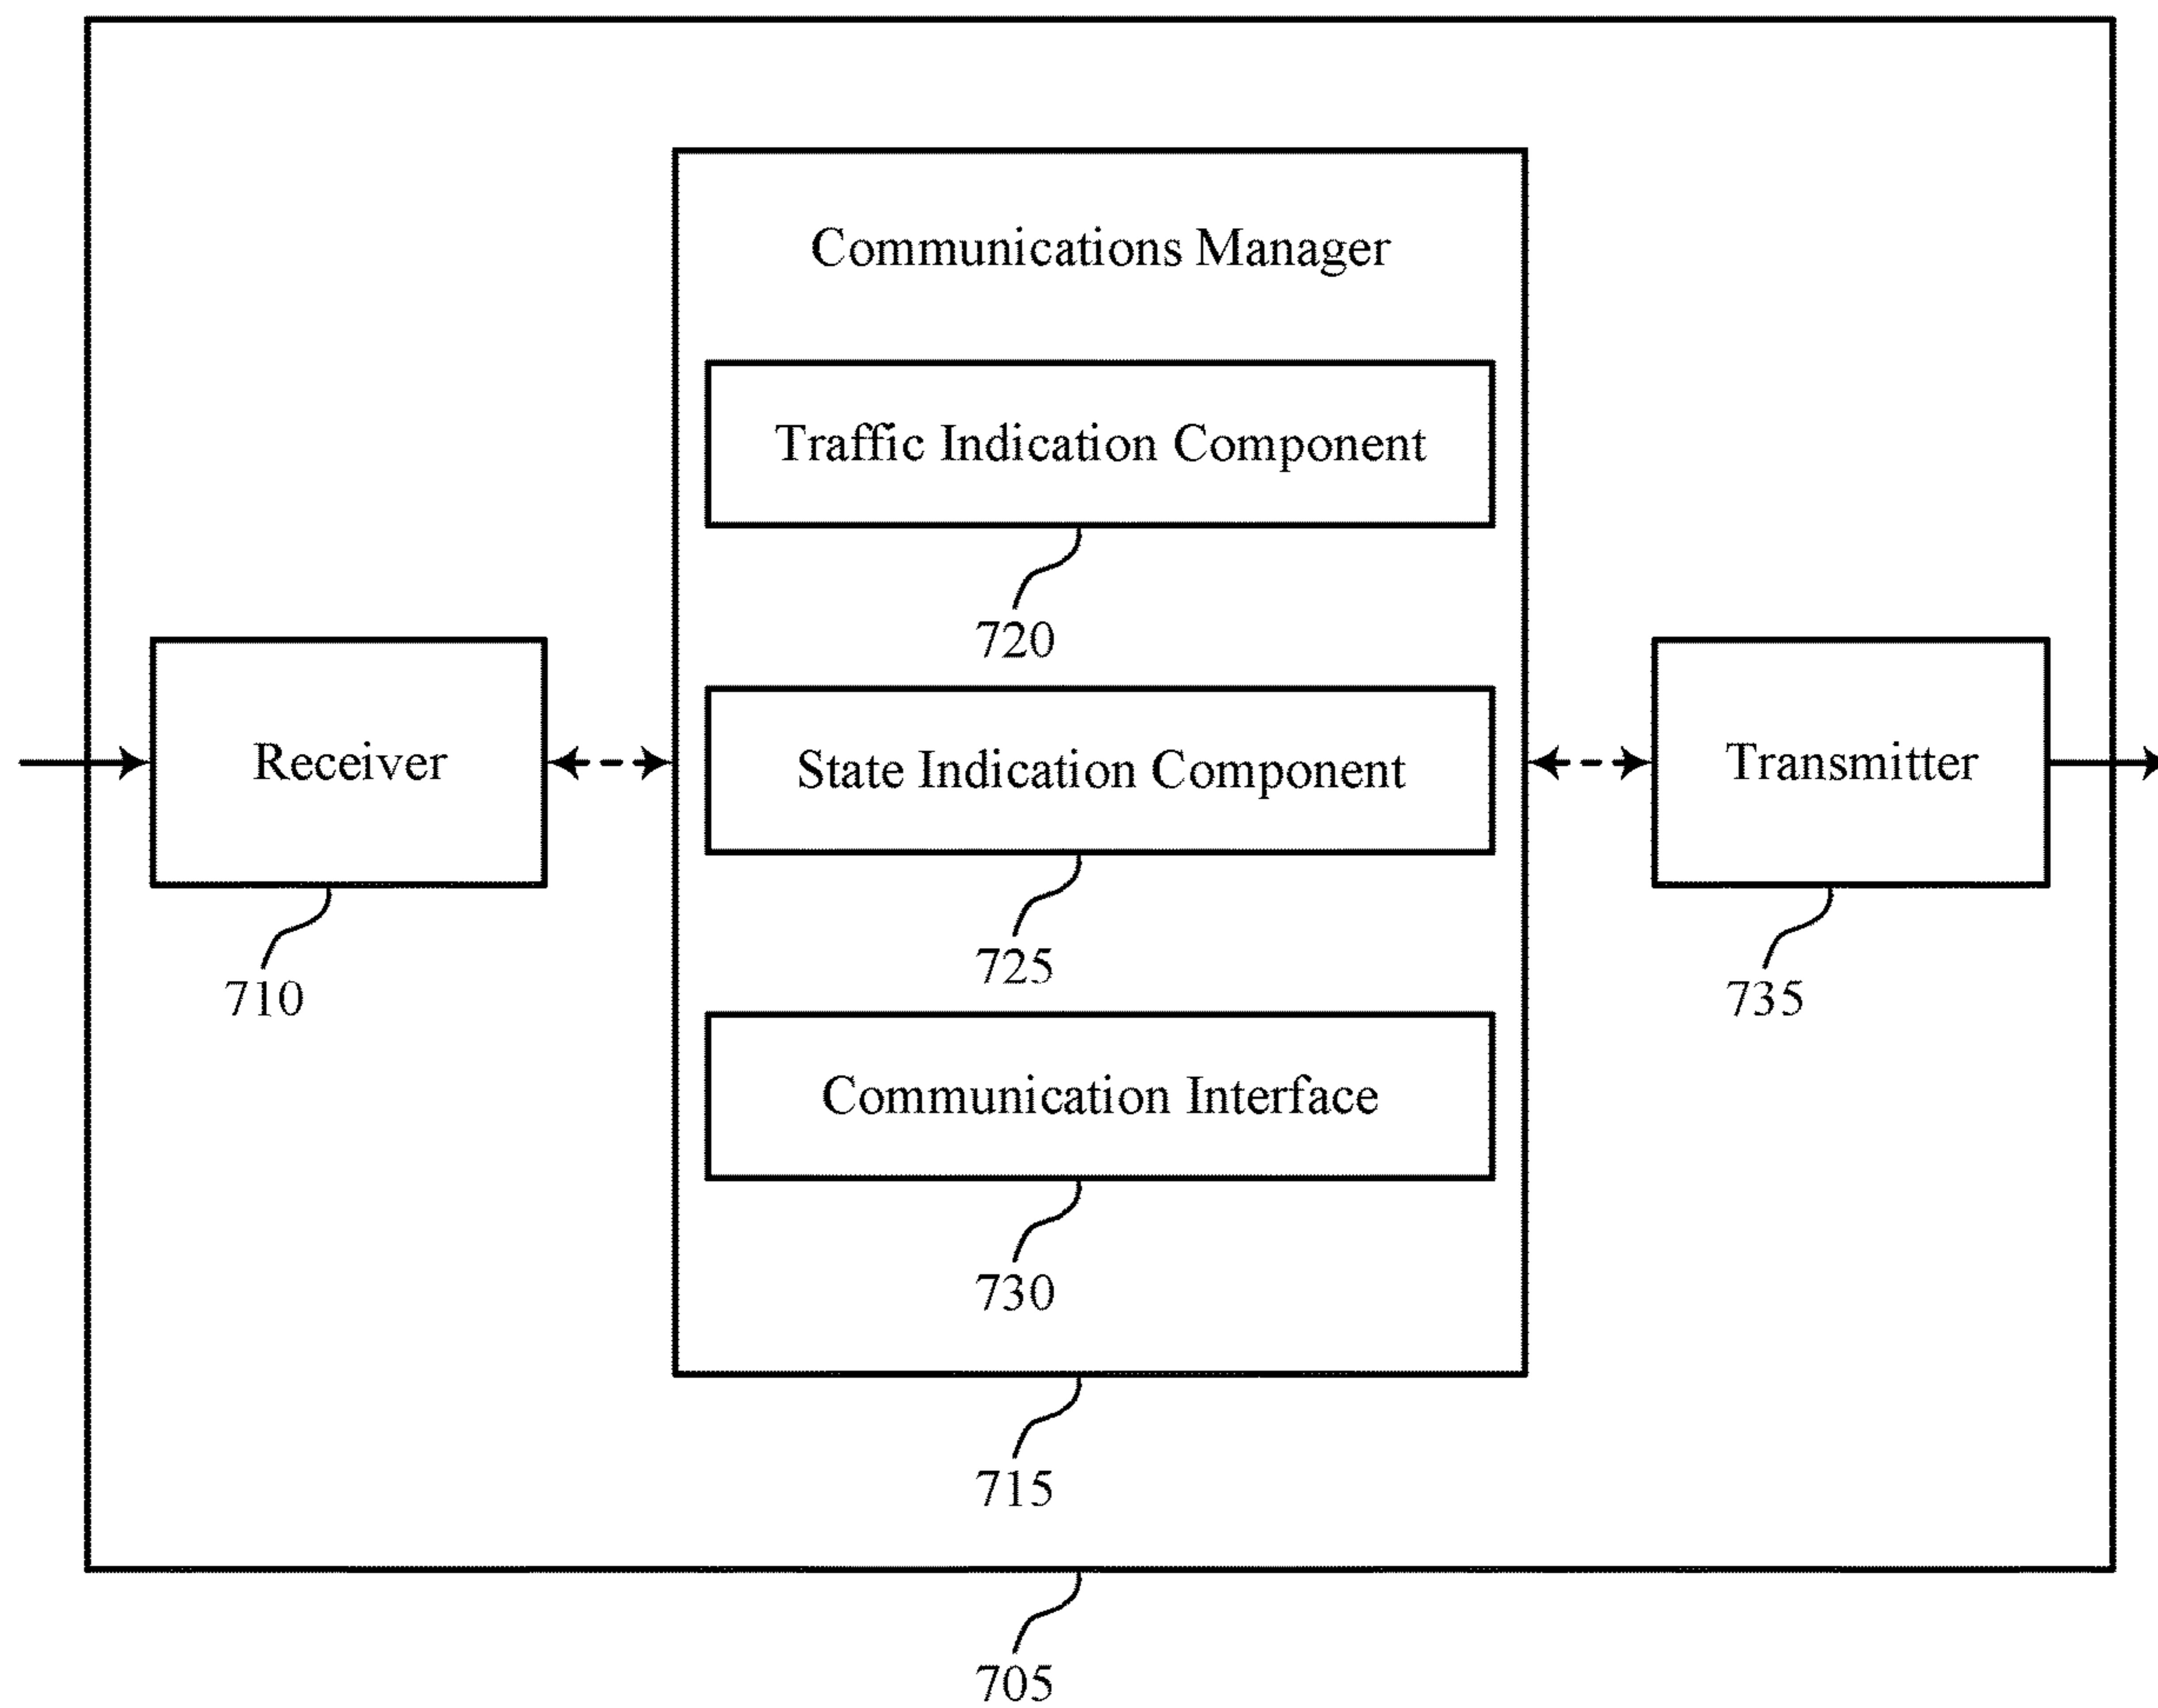 Communications Manager
Traffic Indication Component
720
Receiver
State Indication Component
Transmitter
710
725
735
Communication Interface
730
715
705